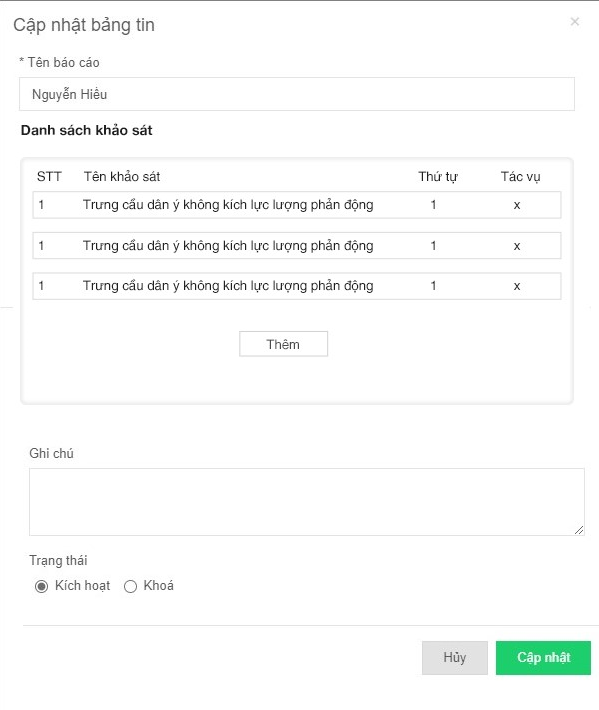 Cập nhật bảng tin ×
* Tên báo cáo
Nguyễn Hiếu
Danh sách khảo sát
STT Tên khảo sát Thứ tự Tác vụ
1 Trưng cầu dân ý không kích lực lượng phản động 1 x
1 Trưng cầu dân ý không kích lực lượng phản động 1 x
1 Trưng cầu dân ý không kích lực lượng phản động 1 x
Thêm
Ghi chú
Trạng thái
Kích hoạt Khoá
Hủy Cập nhật